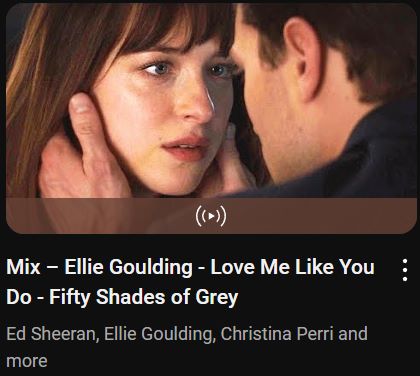 Mix – Ellie Goulding - Love Me Like You
Do - Fifty Shades of Grey
Ed Sheeran, Ellie Goulding, Christina Perri and
more